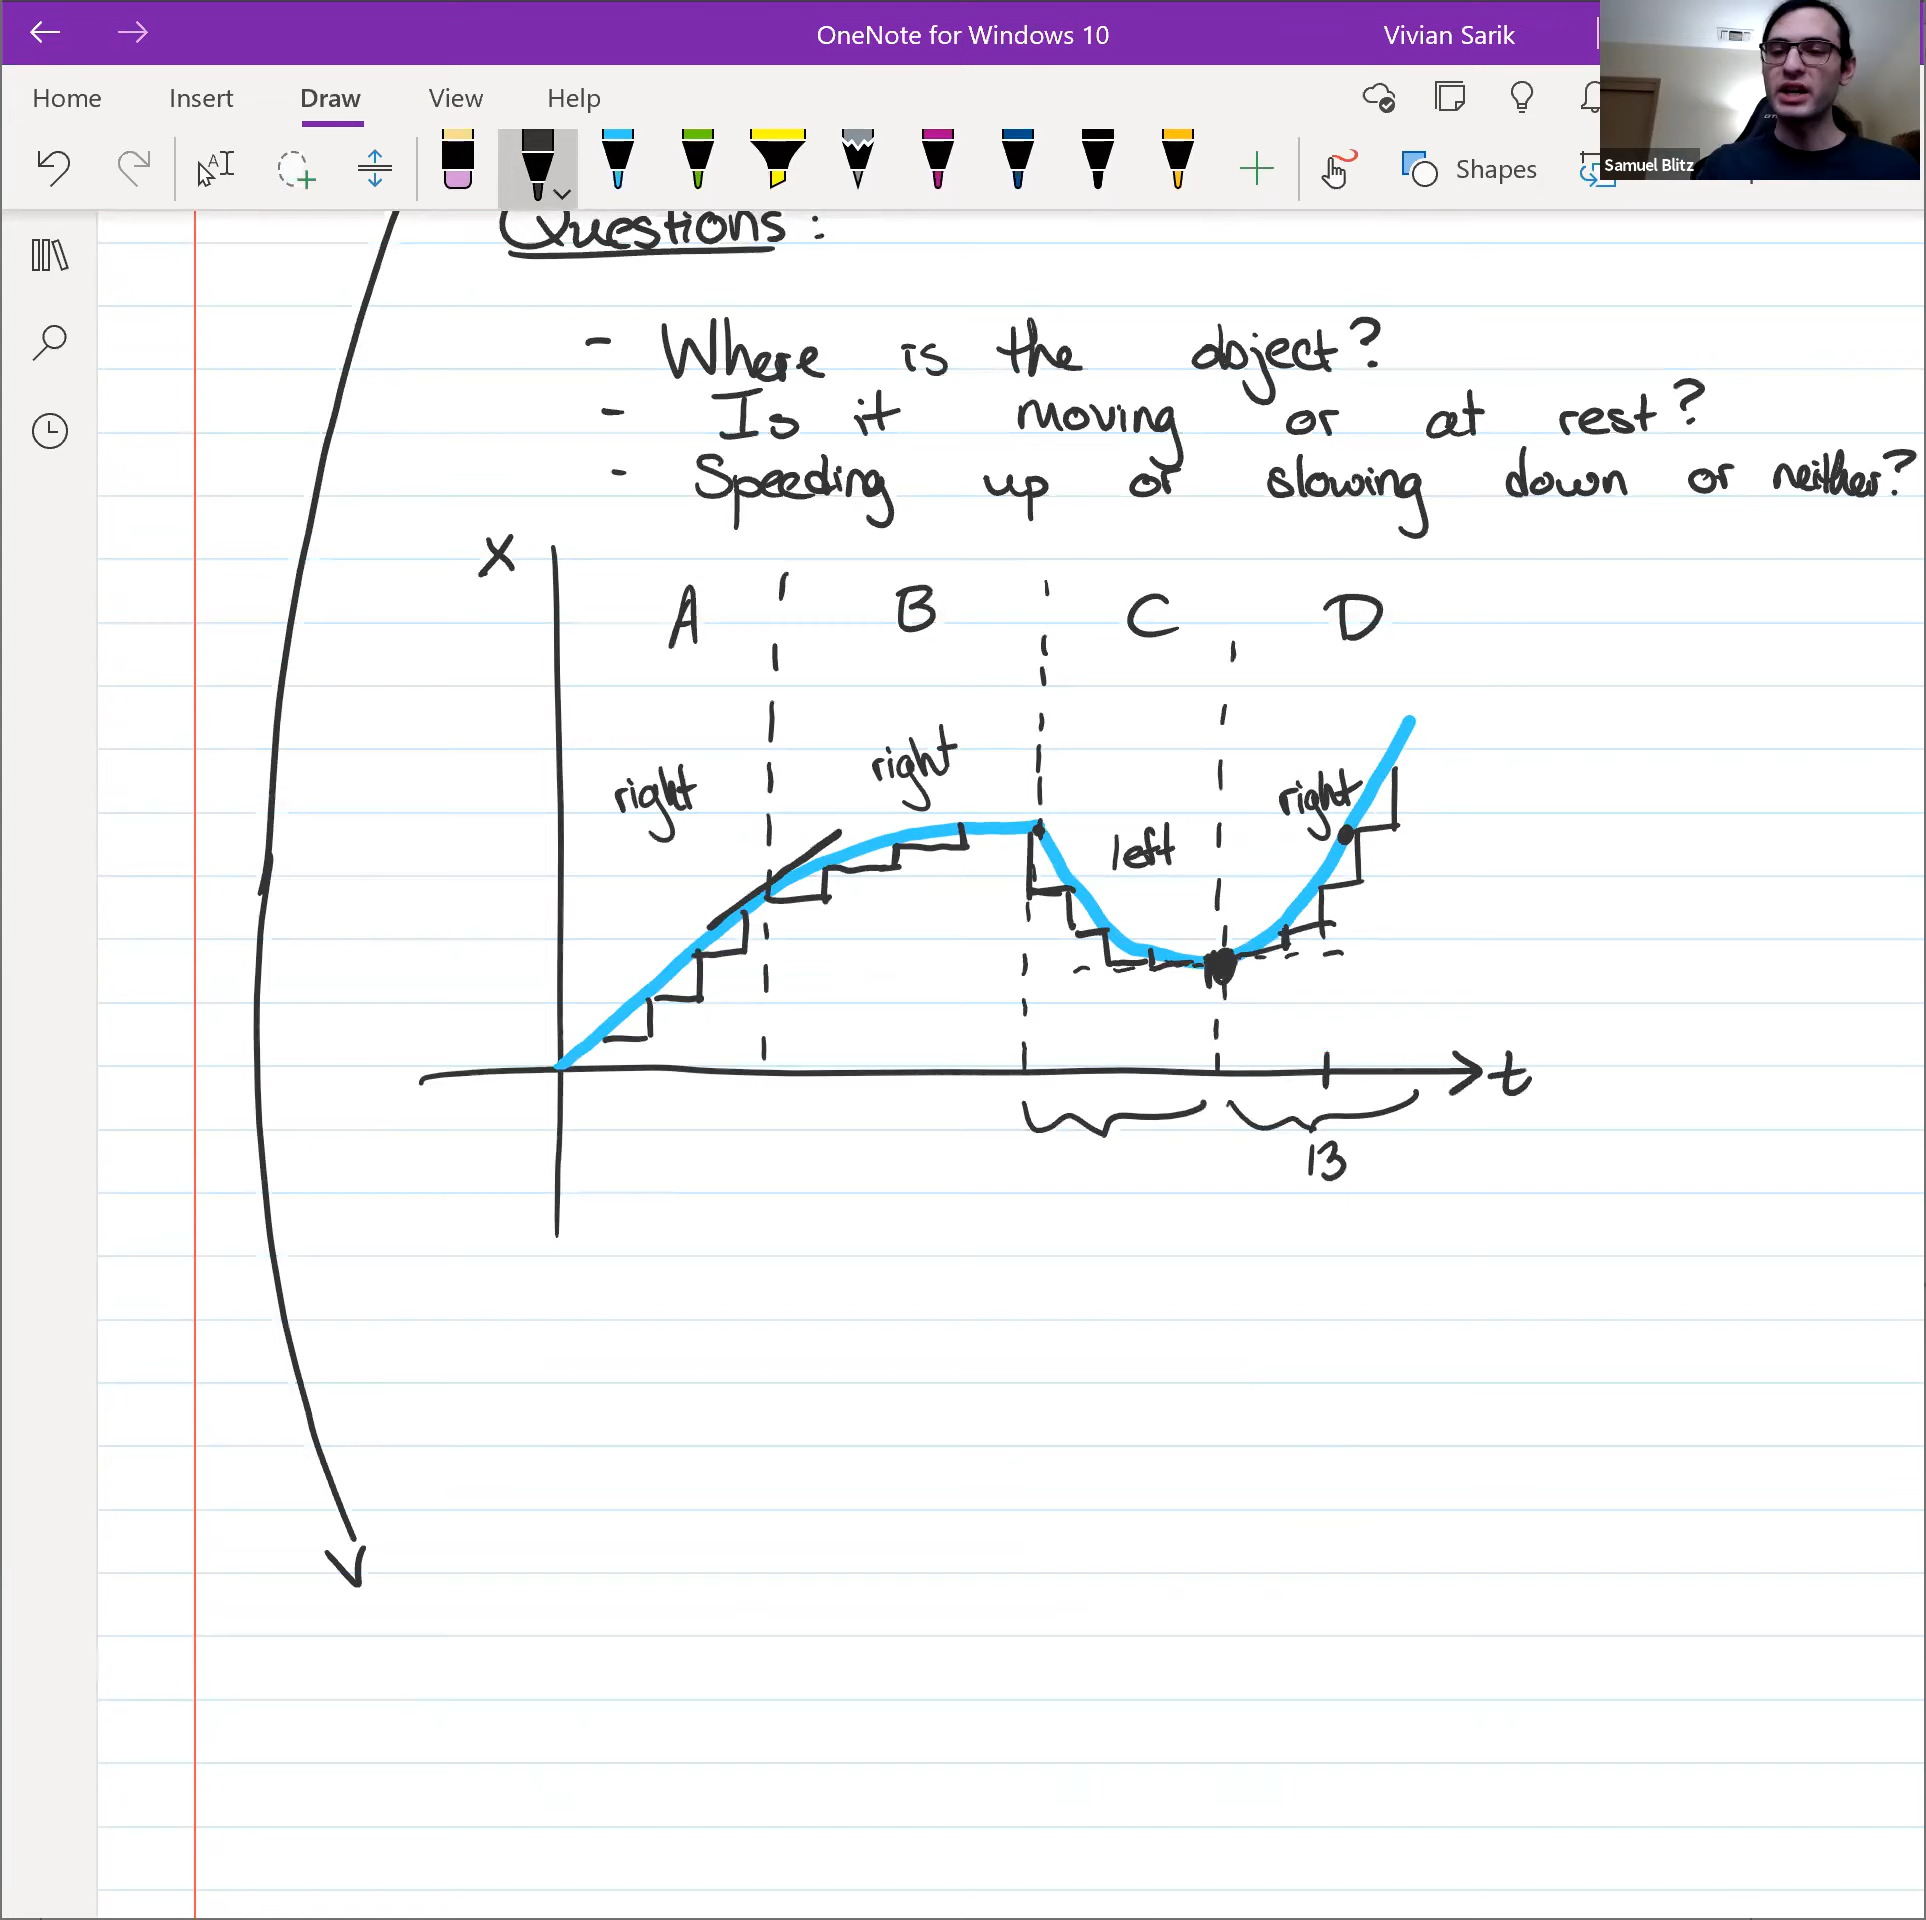 OneNote for Windows 10
Vivian Sarik
Home Insert Draw View Help
Shapes
Samuel Blitz
Questions:
- Where is the object?
- Is it moving or at rest?
- Speeding up or slowing down or neither?
x
A B C D
right right left right
t
13